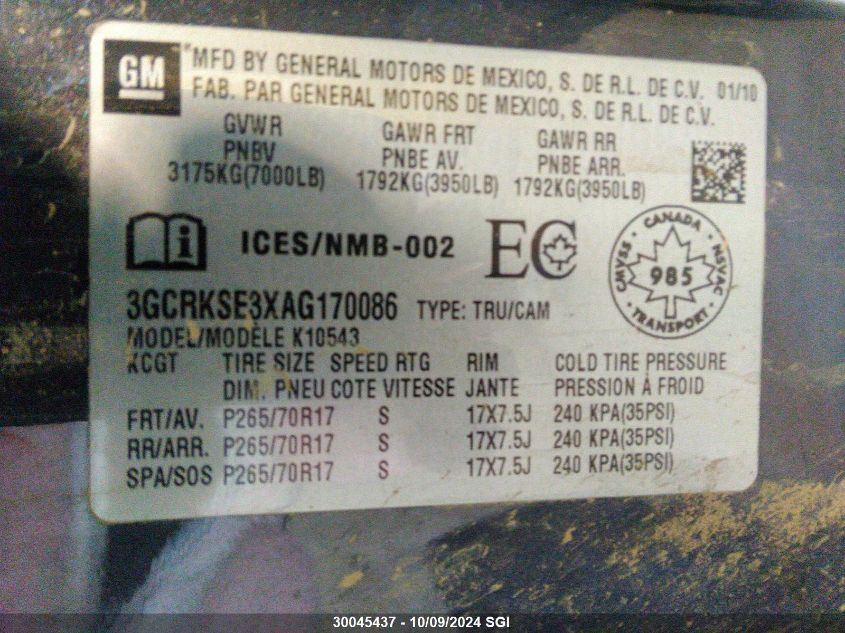 GM
*MFD BY GENERAL MOTORS DE MEXICO, S. DE R.L. DE C.V. 01/10
FAB. PAR GENERAL MOTORS DE MEXICO, S. DE R.L. DE C.V.
GVWR GAWR FRT GAWR RR
PNBV PNBE AV. PNBE ARR.
3175KG(7000LB) 1792KG(3950LB) 1792KG(3950LB)
i ICES/NMB-002 EC
CANADA
CMVSS 985 NSVAC
TRANSPORT
3GCRKSE3XAG170086 TYPE: TRU/CAM
MODEL/MODÈLE K10543
XCGT TIRE SIZE SPEED RTG RIM COLD TIRE PRESSURE
DIM. PNEU COTE VITESSE JANTE PRESSION À FROID
FRT/AV. P265/70R17 S 17X7.5J 240 KPA(35PSI)
RR/ARR. P265/70R17 S 17X7.5J 240 KPA(35PSI)
SPA/SOS P265/70R17 S 17X7.5J 240 KPA(35PSI)
30045437 - 10/09/2024 SGI